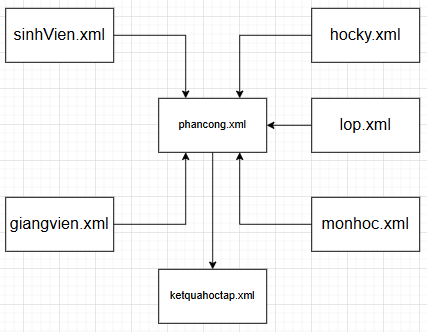 sinhVien.xml
hocky.xml
phancong.xml
lop.xml
giangvien.xml
monhoc.xml
ketquahoctap.xml